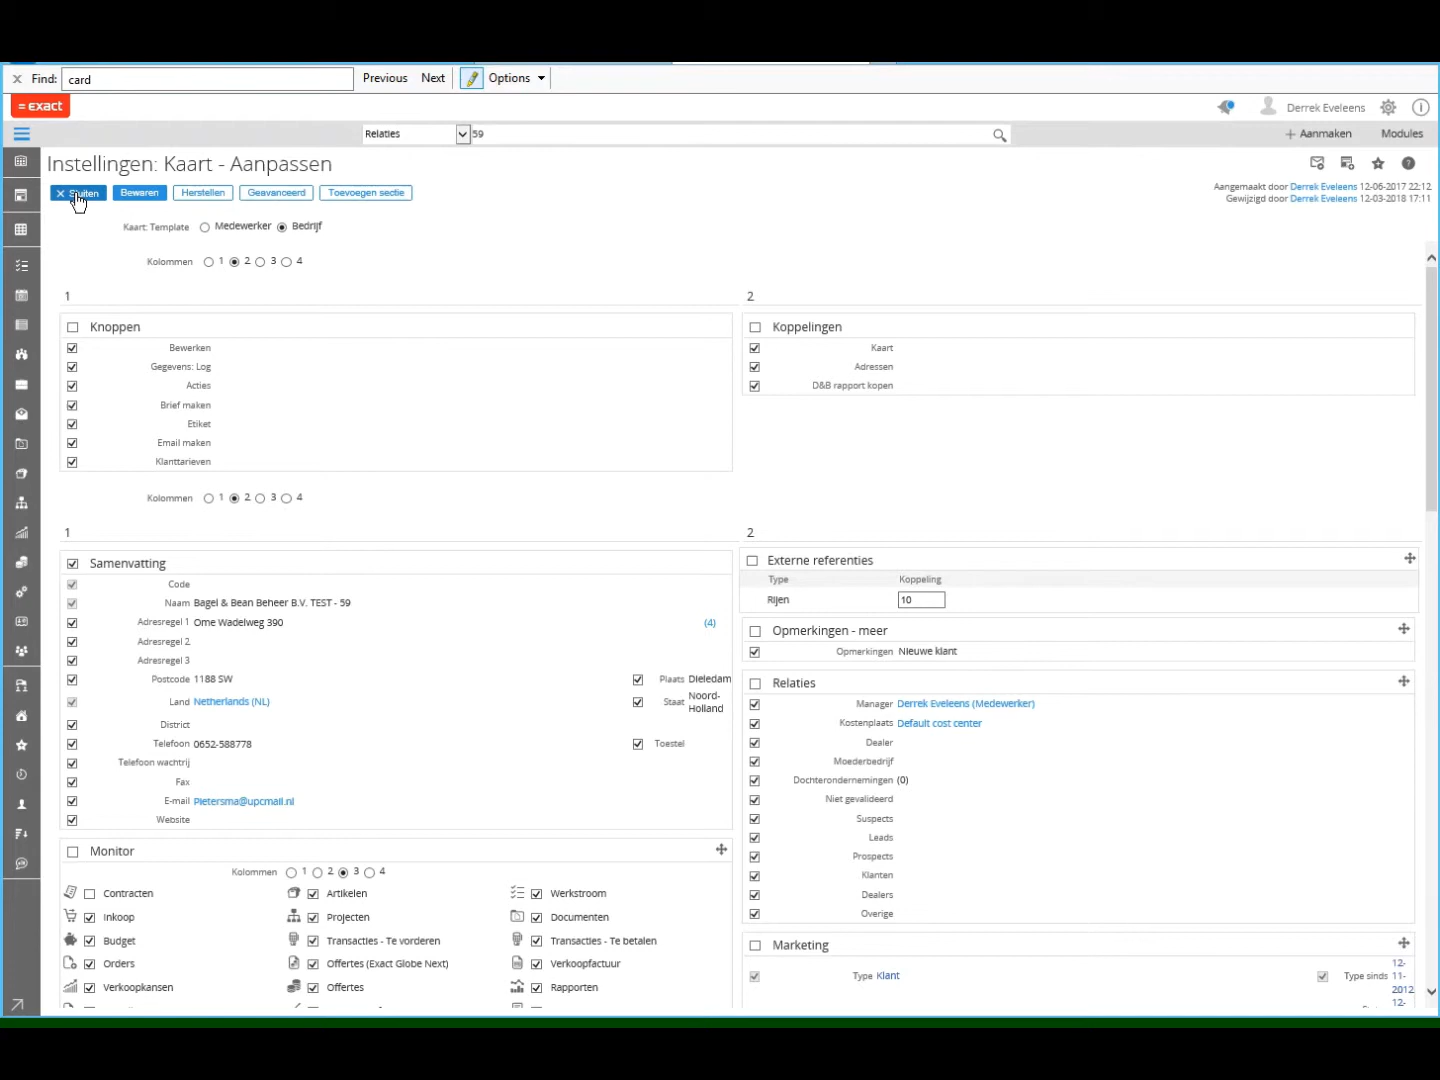 Find: card Previous Next Options
= exact Derrek Eveleens
Relaties 59 Aanmaken Modules
Instellingen: Kaart - Aanpassen
Sluiten Bewaren Herstellen Geavanceerd Toevoegen sectie
Aangemaakt door Derrek Eveleens 12-06-2017 22:12
Gewijzigd door Derrek Eveleens 12-03-2018 17:11
Kaart: Template Medewerker Bedrijf
Kolommen 1 2 3 4
1 2
Knoppen
Bewerken
Gegevens: Log
Acties
Brief maken
Etiket
Email maken
Klanttarieven
Koppelingen
Kaart
Adressen
D&B rapport kopen
Kolommen 1 2 3 4
1 2
Samenvatting
Code
Naam Bagel & Bean Beheer B.V. TEST - 59
Adresregel 1 Ome Wadelweg 390 (4)
Adresregel 2
Adresregel 3
Postcode 1188 SW Plaats Dieledam
Land Netherlands (NL) Staat Noord-
Holland
District
Telefoon 0652-588778 Toestel
Telefoon wachtrij
Fax
E-mail Pietersma@upcmail.nl
Website
Monitor
Kolommen 1 2 3 4
Contracten Artikelen Werkstroom
Inkoop Projecten Documenten
Budget Transacties - Te vorderen Transacties - Te betalen
Orders Offertes (Exact Globe Next) Verkoopfactuur
Verkoopkansen Offertes Rapporten
Externe referenties
Type Koppeling
Rijen 10
Opmerkingen - meer
Opmerkingen Nieuwe klant
Relaties
Manager Derrek Eveleens (Medewerker)
Kostenplaats Default cost center
Dealer
Moederbedrijf
Dochterondernemingen (0)
Niet gevalideerd
Suspects
Leads
Prospects
Klanten
Dealers
Overige
Marketing
Type Klant Type sinds 12-
11-
2012
12-